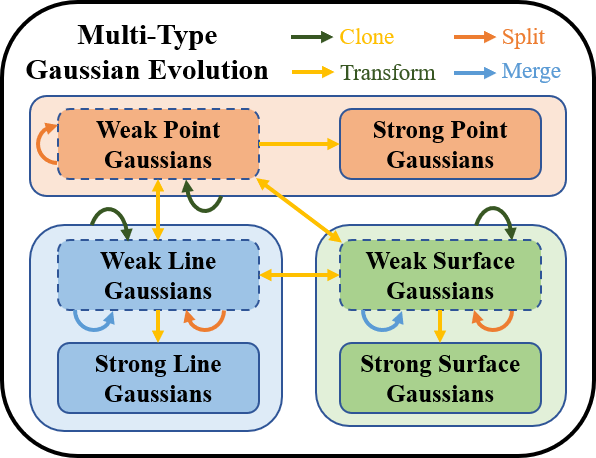 Multi-Type
Gaussian Evolution
Clone
Split
Transform
Merge
Weak Point
Gaussians
Strong Point
Gaussians
Weak Line
Gaussians
Weak Surface
Gaussians
Strong Line
Gaussians
Strong Surface
Gaussians